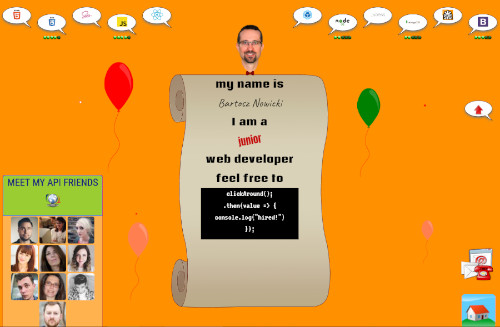 JS
node
B
my name is
Bartosz Nowicki
I am a
junior
web developer
feel free to
clickAround();
.then(value => {
console.log("hired!")
});
MEET MY API FRIENDS